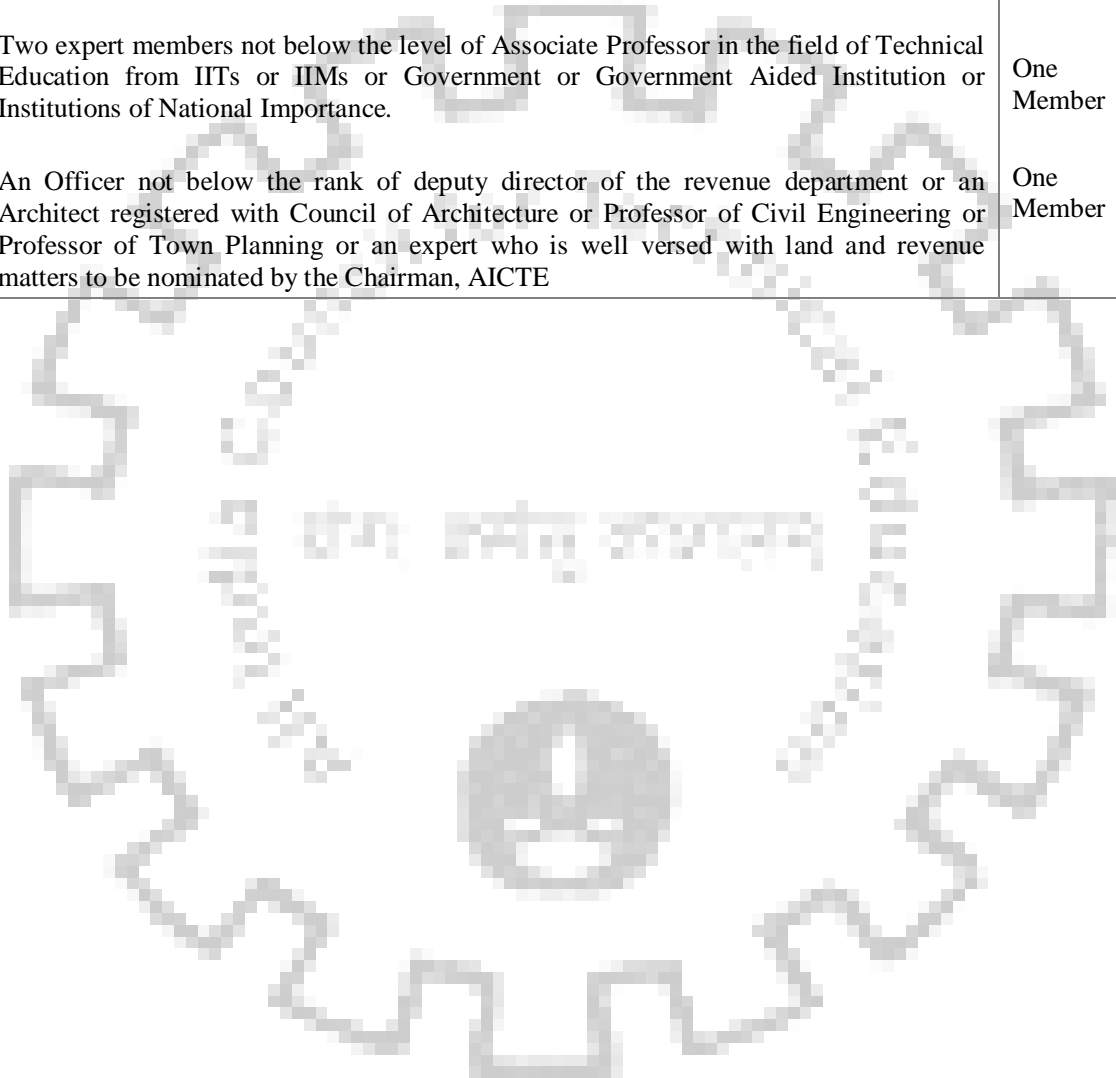 Two expert members not below the level of Associate Professor in the field of Technical
Education from IITs or IIMs or Government or Government Aided Institution or
Institutions of National Importance.
One
Member
An Officer not below the rank of deputy director of the revenue department or an
Architect registered with Council of Architecture or Professor of Civil Engineering or
Professor of Town Planning or an expert who is well versed with land and revenue
matters to be nominated by the Chairman, AICTE
One
Member